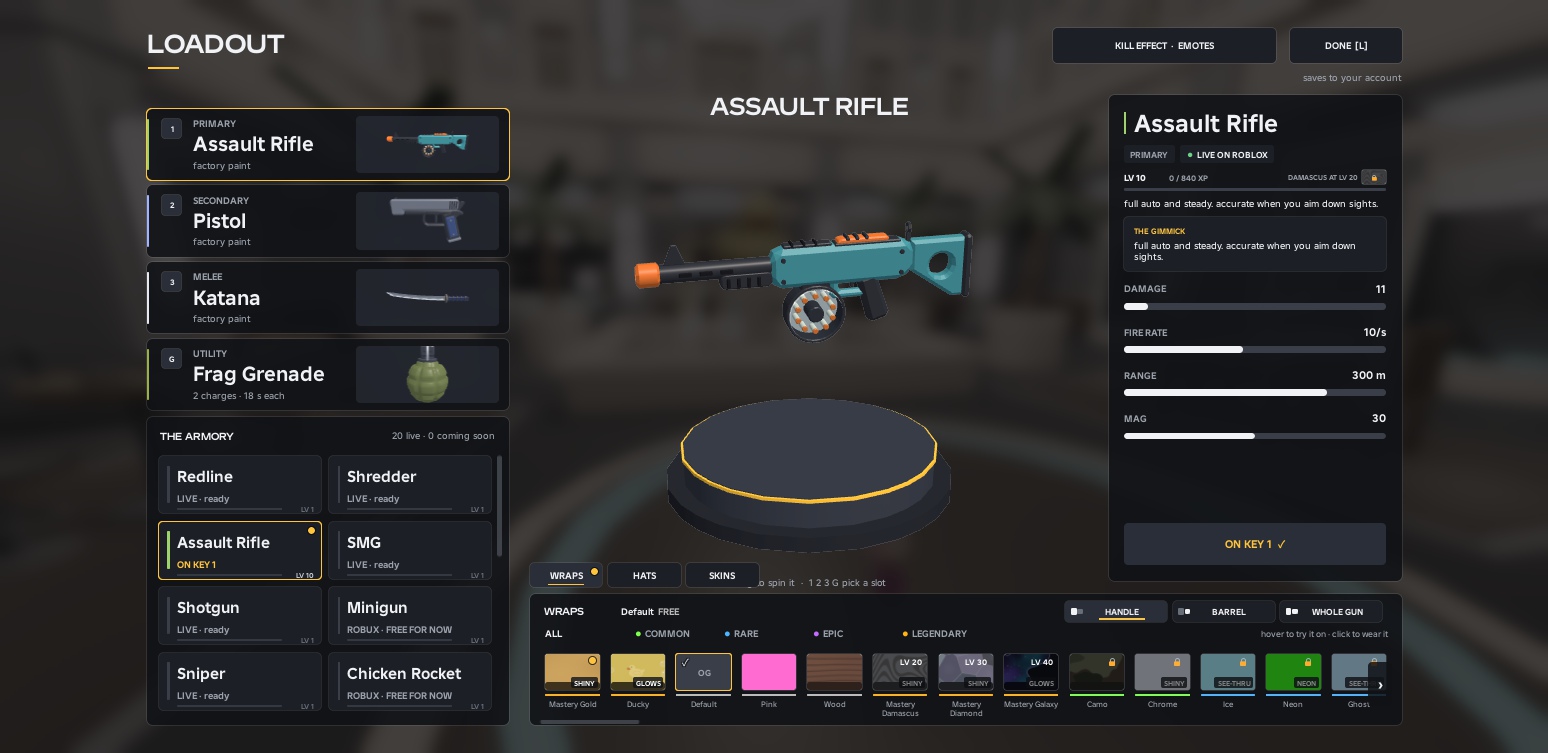 LOADOUT
KILL EFFECT · EMOTES
DONE [L]
saves to your account
ASSAULT RIFLE
1
PRIMARY
Assault Rifle
factory paint
2
SECONDARY
Pistol
factory paint
3
MELEE
Katana
factory paint
G
UTILITY
Frag Grenade
2 charges · 18 s each
THE ARMORY
20 live · 0 coming soon
Redline
LIVE · ready
LV 1
Shredder
LIVE · ready
LV 1
Assault Rifle
ON KEY 1
LV 10
SMG
LIVE · ready
LV 1
Shotgun
LIVE · ready
LV 1
Minigun
ROBUX · FREE FOR NOW
LV 1
Sniper
LIVE · ready
LV 1
Chicken Rocket
ROBUX · FREE FOR NOW
LV 1
Assault Rifle
PRIMARY
LIVE ON ROBLOX
LV 10
0 / 840 XP
DAMASCUS AT LV 20
full auto and steady. accurate when you aim down sights.
THE GIMMICK
full auto and steady. accurate when you aim down
sights.
DAMAGE
11
FIRE RATE
10/s
RANGE
300 m
MAG
30
ON KEY 1 ✓
WRAPS
HATS
SKINS
to spin it · 1 2 3 G pick a slot
WRAPS
Default FREE
HANDLE
BARREL
WHOLE GUN
ALL
COMMON
RARE
EPIC
LEGENDARY
hover to try it on · click to wear it
SHINY
Mastery Gold
GLOWS
Ducky
✓
OG
Default
Pink
Wood
LV 20
SHINY
Mastery
Damascus
LV 30
SHINY
Mastery
Diamond
LV 40
GLOWS
Mastery Galaxy
Camo
SHINY
Chrome
SEE-THRU
Ice
NEON
Neon
SEE-T
Ghost
›